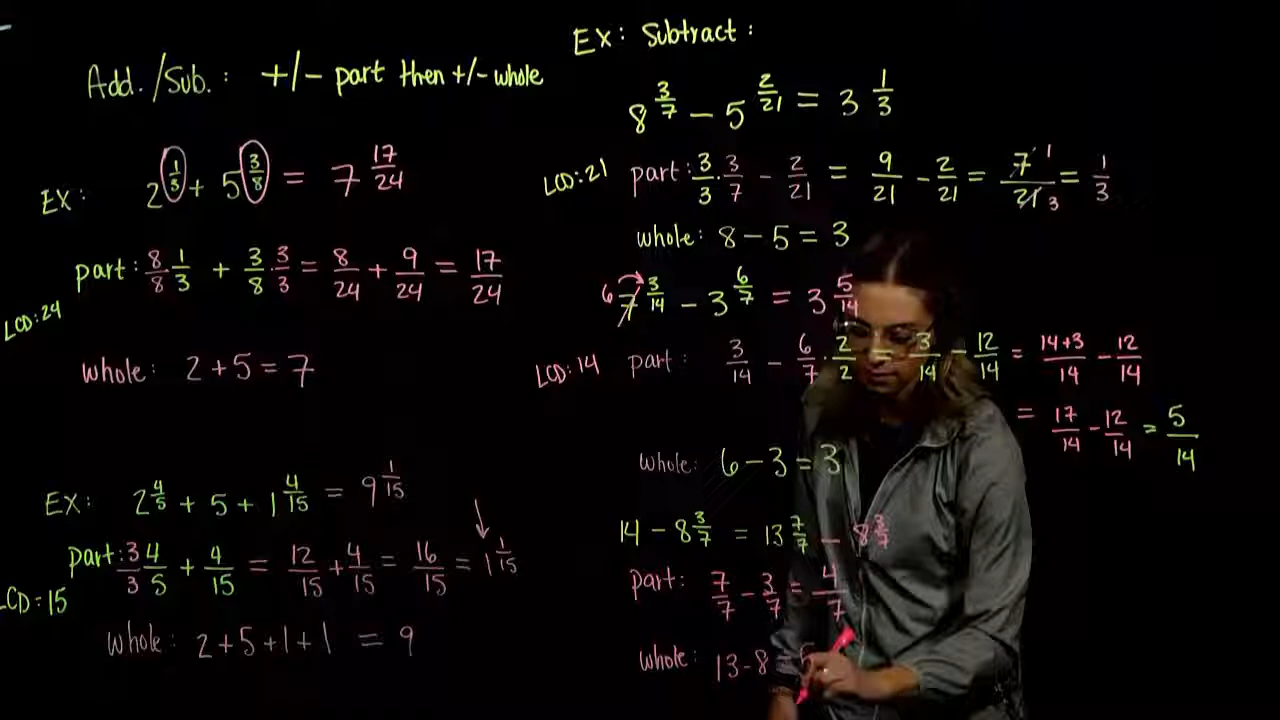 Add./Sub. : +/- part then +/- whole
EX: 2 1/3 + 5 3/8 = 7 17/24
part: 8/8 1/3 + 3/8 · 3/3 = 8/24 + 9/24 = 17/24
LCD: 24
whole: 2 + 5 = 7
EX: 2 4/5 + 5 + 1 4/15 = 9 1/15
part: 3/3 4/5 + 4/15 = 12/15 + 4/15 = 16/15 = 1 1/15
LCD = 15
whole: 2 + 5 + 1 + 1 = 9
EX: Subtract:
8 3/7 - 5 2/21 = 3 1/3
LCD: 21
part: 3/3 · 3/7 - 2/21 = 9/21 - 2/21 = 7 1/21 3 = 1/3
whole: 8 - 5 = 3
6 7 3/14 - 3 6/7 = 3 5/14
LCD: 14
part: 3/14 - 6/7 · 2/2 = 3/14 - 12/14 = 14+3/14 - 12/14
= 17/14 - 12/14 = 5/14
whole: 6 - 3 = 3
14 - 8 3/7 = 13 7/7 - 8 3/7
part: 7/7 - 3/7 = 4/7
whole: 13 - 8 = 5